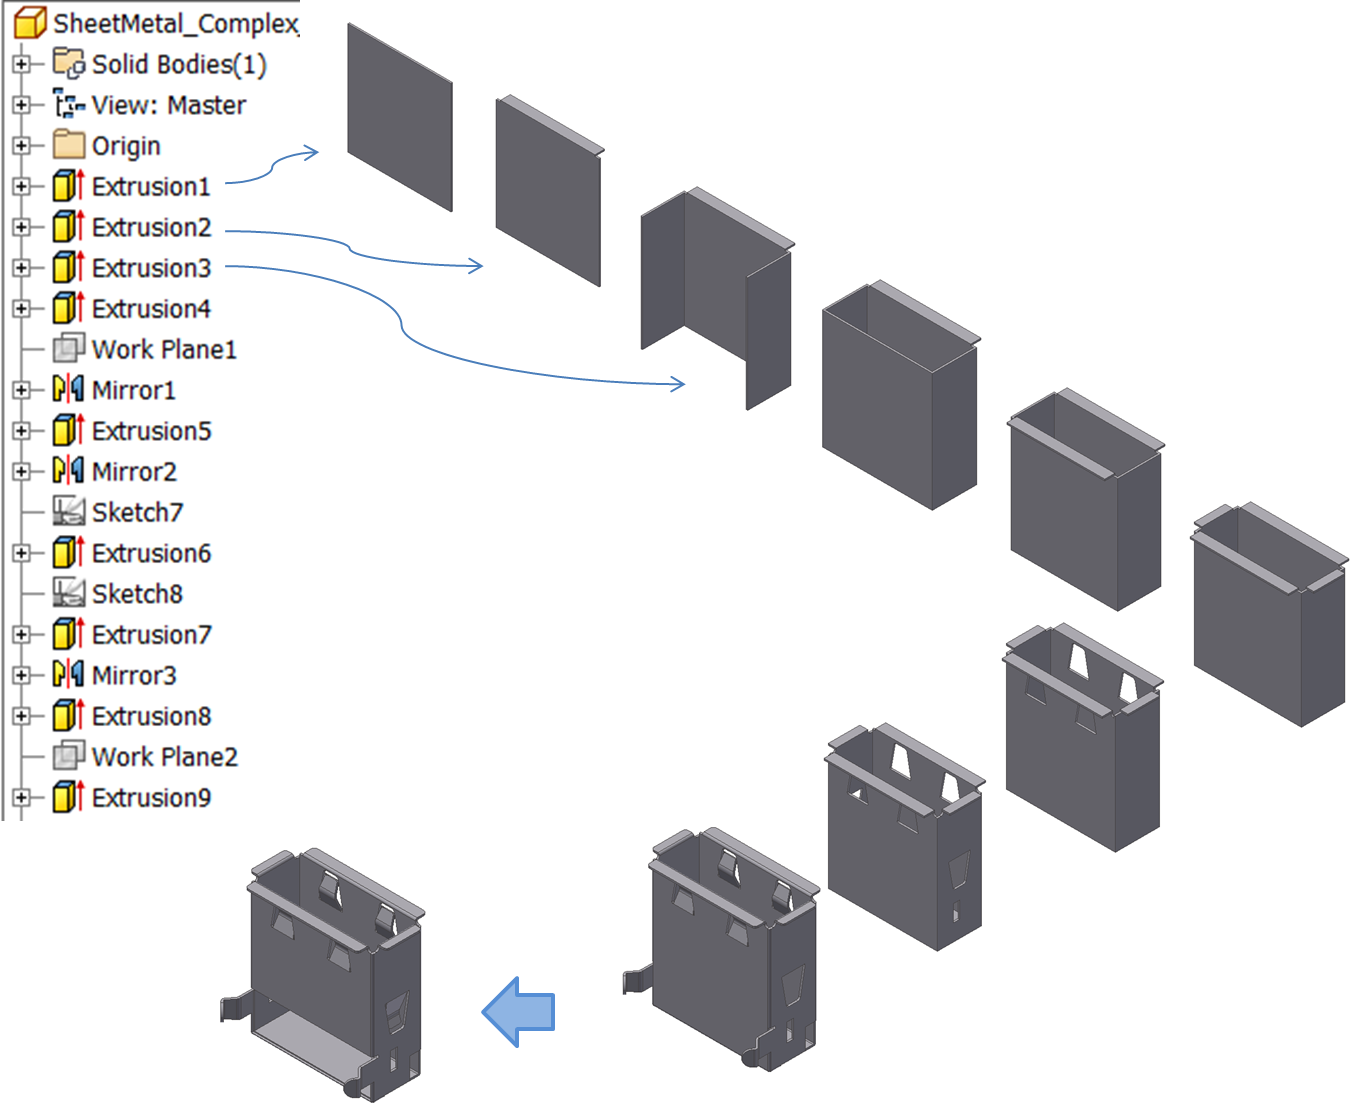 SheetMetal_Complex
Solid Bodies(1)
View: Master
Origin
Extrusion1
Extrusion2
Extrusion3
Extrusion4
Work Plane1
Mirror1
Extrusion5
Mirror2
Sketch7
Extrusion6
Sketch8
Extrusion7
Mirror3
Extrusion8
Work Plane2
Extrusion9